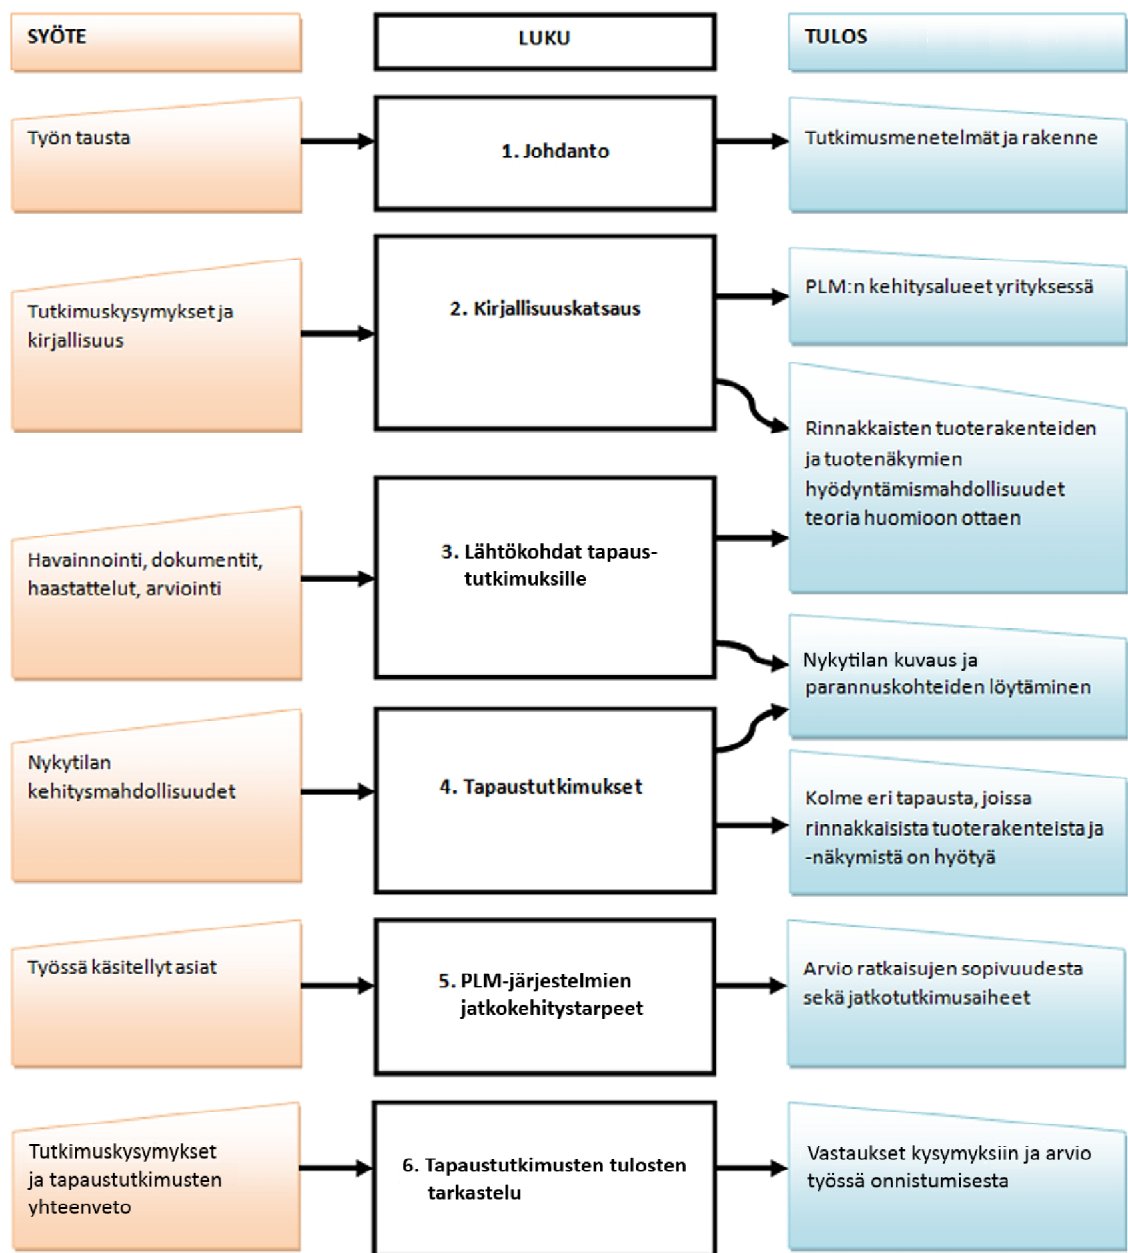 SYÖTE
LUKU
TULOS
Työn tausta
1. Johdanto
Tutkimusmenetelmät ja rakenne
Tutkimuskysymykset ja
kirjallisuus
2. Kirjallisuuskatsaus
PLM:n kehitysalueet yrityksessä
Rinnakkaisten tuoterakenteiden
ja tuotenäkymien
hyödyntämismahdollisuudet
teoria huomioon ottaen
Havainnointi, dokumentit,
haastattelut, arviointi
3. Lähtökohdat tapaus-
tutkimuksille
Nykytilan kuvaus ja
parannuskohteiden löytäminen
Nykytilan
kehitysmahdollisuudet
4. Tapaustutkimukset
Kolme eri tapausta, joissa
rinnakkaisista tuoterakenteista ja
-näkymistä on hyötyä
Työssä käsitellyt asiat
5. PLM-järjestelmien
jatkokehitystarpeet
Arvio ratkaisujen sopivuudesta
sekä jatkotutkimusaiheet
Tutkimuskysymykset
ja tapaustutkimusten
yhteenveto
6. Tapaustutkimusten tulosten
tarkastelu
Vastaukset kysymyksiin ja arvio
työssä onnistumisesta